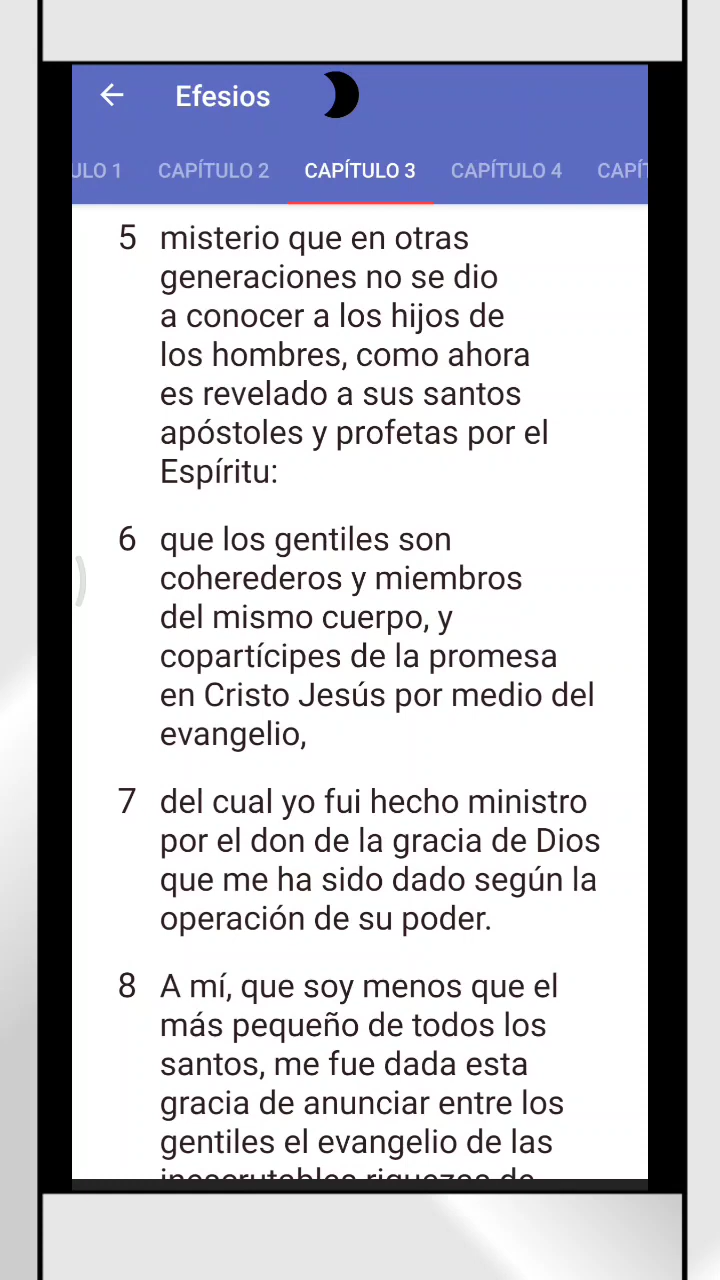 Efesios
ULO 1 CAPÍTULO 2 CAPÍTULO 3 CAPÍTULO 4 CAPÍT
5 misterio que en otras
generaciones no se dio
a conocer a los hijos de
los hombres, como ahora
es revelado a sus santos
apóstoles y profetas por el
Espíritu:
6 que los gentiles son
coherederos y miembros
del mismo cuerpo, y
copartícipes de la promesa
en Cristo Jesús por medio del
evangelio,
7 del cual yo fui hecho ministro
por el don de la gracia de Dios
que me ha sido dado según la
operación de su poder.
8 A mí, que soy menos que el
más pequeño de todos los
santos, me fue dada esta
gracia de anunciar entre los
gentiles el evangelio de las
inescrutables riquezas de